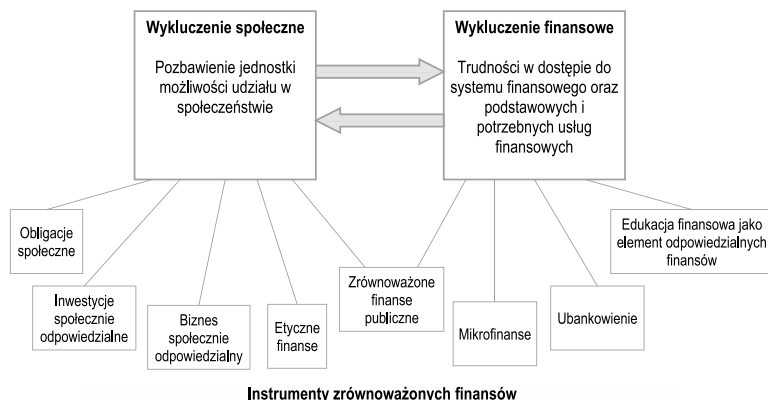 Wykluczenie społeczne
Pozbawienie jednostki
możliwości udziału w
społeczeństwie
Wykluczenie finansowe
Trudności w dostępie do
systemu finansowego oraz
podstawowych i
potrzebnych usług
finansowych
Obligacje
społeczne
Inwestycje
społecznie
odpowiedzialne
Biznes
społecznie
odpowiedzialny
Etyczne
finanse
Zrównoważone
finanse
publiczne
Mikrofinanse
Ubankowienie
Edukacja finansowa jako
element odpowiedzialnych
finansów
Instrumenty zrównoważonych finansów